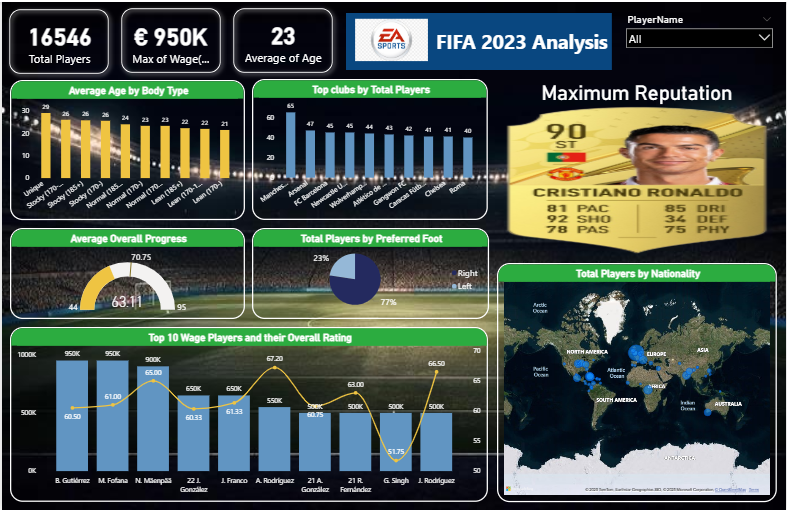 16546
Total Players
€ 950K
Max of Wage(...
23
Average of Age
EA
SPORTS
FIFA 2023 Analysis
PlayerName
All
Average Age by Body Type
30
20
10
0
29
26
26
26
24
23
23
22
22
21
Unique
Stocky (170-...
Stocky (185+)
Stocky (170-)
Normal (185...
Normal (170-)
Normal (170...
Lean (185+)
Lean (170-1...
Lean (170-)
Top clubs by Total Players
60
40
20
0
65
47
45
45
44
43
42
41
41
40
Manches...
Arsenal
FC Barcelona
Newcastle U...
Wolverhamp...
Atlético de ...
Gangwon FC
Caracas Fútb...
Chelsea
Roma
Maximum Reputation
90
ST
CRISTIANO RONALDO
81 PAC 85 DRI
92 SHO 34 DEF
78 PAS 75 PHY
Average Overall Progress
70.75
63.11
44
95
Total Players by Preferred Foot
23%
77%
Right
Left
Total Players by Nationality
Arctic
Ocean
NORTH AMERICA
EUROPE
ASIA
Pacific
Ocean
Atlantic
Ocean
AFRICA
SOUTH AMERICA
Indian
Ocean
AUSTRALIA
ANTARCTICA
Top 10 Wage Players and their Overall Rating
1000K
500K
0K
70
65
60
55
50
950K
950K
900K
650K
650K
550K
500K
500K
500K
500K
60.50
61.00
65.00
60.33
61.33
67.20
60.75
63.00
51.75
66.50
B. Gutiérrez
M. Fofana
N. Mäenpää
22 J.
González
J. Franco
A. Rodríguez
21 A.
González
21 R.
Fernández
G. Singh
J. Rodríguez